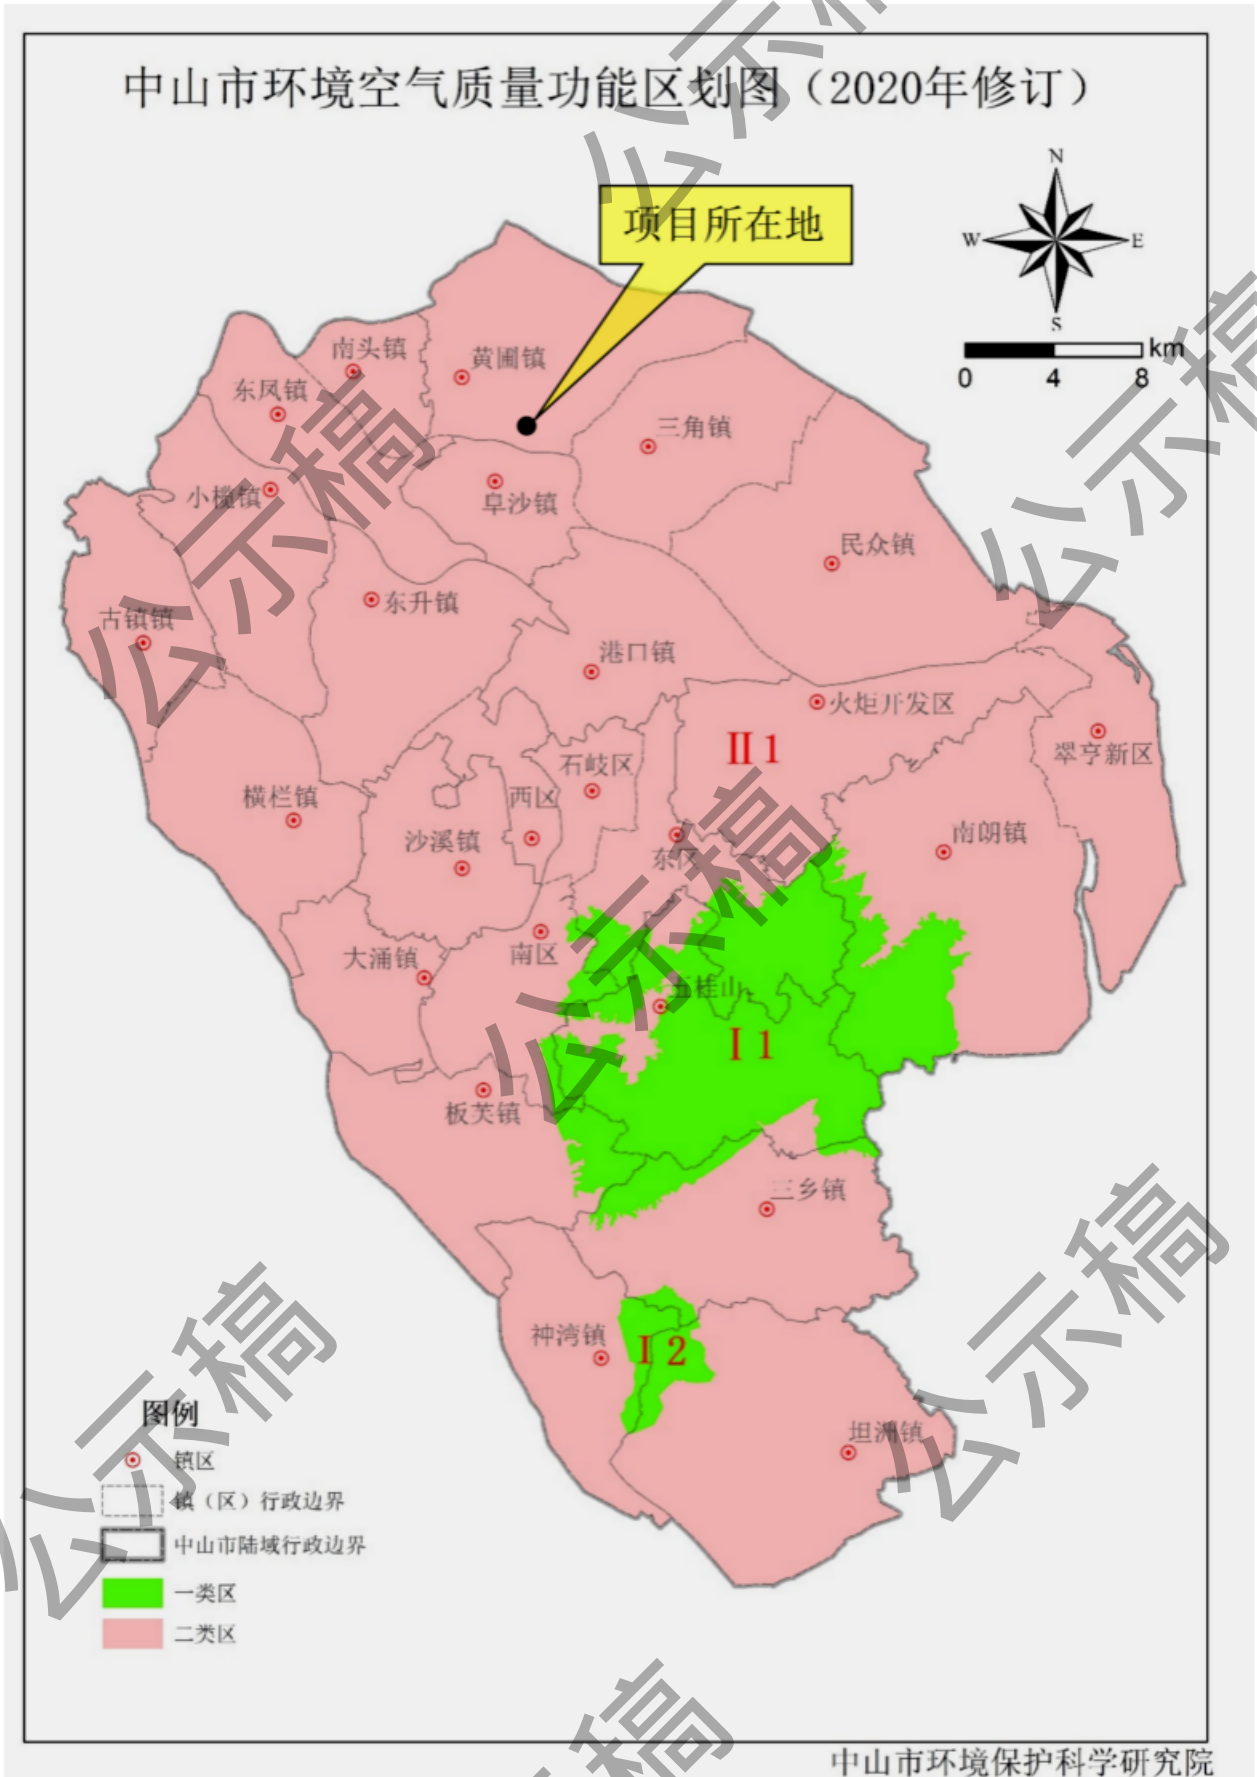 中山市环境空气质量功能区划图（2020年修订）
公示稿
项目所在地
N
W
E
S
km
0 4 8
南头镇
黄圃镇
东凤镇
三角镇
小榄镇
阜沙镇
公示稿
公示稿
民众镇
东升镇
古镇镇
港口镇
火炬开发区
II 1
翠亨新区
石岐区
横栏镇
西区
沙溪镇
东区
南朗镇
公示稿
大涌镇
南区
五桂山
I 1
板芙镇
三乡镇
神湾镇
I 2
坦洲镇
公示稿
公示稿
图例
镇区
镇（区）行政边界
中山市陆域行政边界
一类区
二类区
中山市环境保护科学研究院